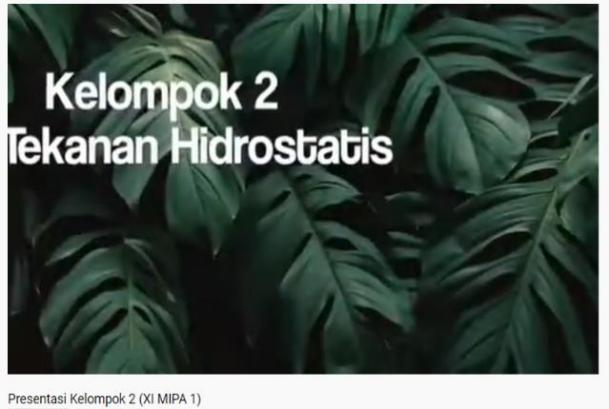 Kelompok 2
Tekanan Hidrostatis
Presentasi Kelompok 2 (XI MIPA 1)